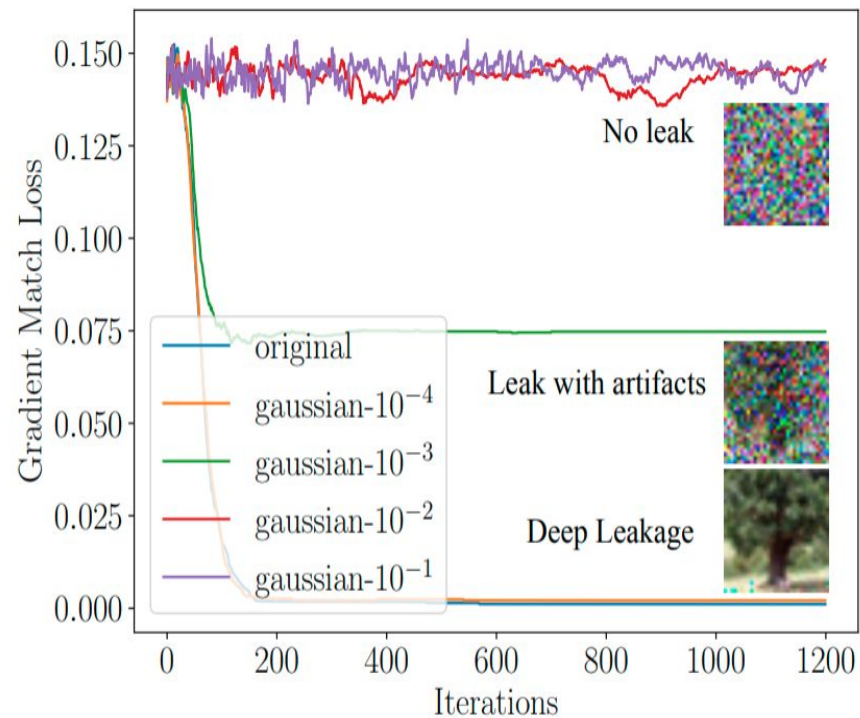 Gradient Match Loss
0.150
0.125
0.100
0.075
0.050
0.025
0.000
No leak
original
gaussian-10⁻⁴
gaussian-10⁻³
gaussian-10⁻²
gaussian-10⁻¹
Leak with artifacts
Deep Leakage
0 200 400 600 800 1000 1200
Iterations